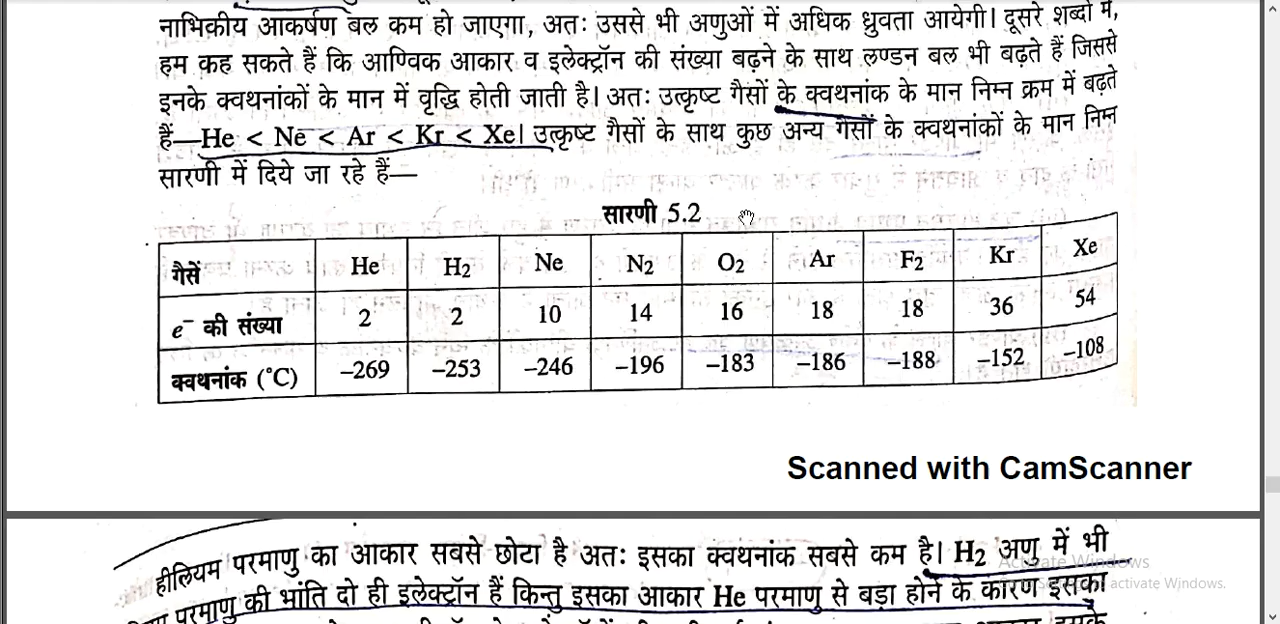 नाभिकीय आकर्षण बल कम हो जाएगा, अतः उससे भी अणुओं में अधिक ध्रुवता आयेगी। दूसरे शब्दों में,
हम कह सकते हैं कि आण्विक आकार व इलेक्ट्रॉन की संख्या बढ़ने के साथ लण्डन बल भी बढ़ते हैं जिससे
इनके क्वथनांकों के मान में वृद्धि होती जाती है। अतः उत्कृष्ट गैसों के क्वथनांक के मान निम्न क्रम में बढ़ते
हैं—He < Ne < Ar < Kr < Xe। उत्कृष्ट गैसों के साथ कुछ अन्य गैसों के क्वथनांकों के मान निम्न
सारणी में दिये जा रहे हैं—
सारणी 5.2
गैसें He H₂ Ne N₂ O₂ Ar F₂ Kr Xe
e⁻ की संख्या 2 2 10 14 16 18 18 36 54
क्वथनांक (°C) –269 –253 –246 –196 –183 –186 –188 –152 –108
Scanned with CamScanner
हीलियम परमाणु का आकार सबसे छोटा है अतः इसका क्वथनांक सबसे कम है। H₂ अणु में भी
परमाणु की भांति दो ही इलेक्ट्रॉन हैं किन्तु इसका आकार He परमाणु से बड़ा होने के कारण इसका
Activate Windows
activate Windows.